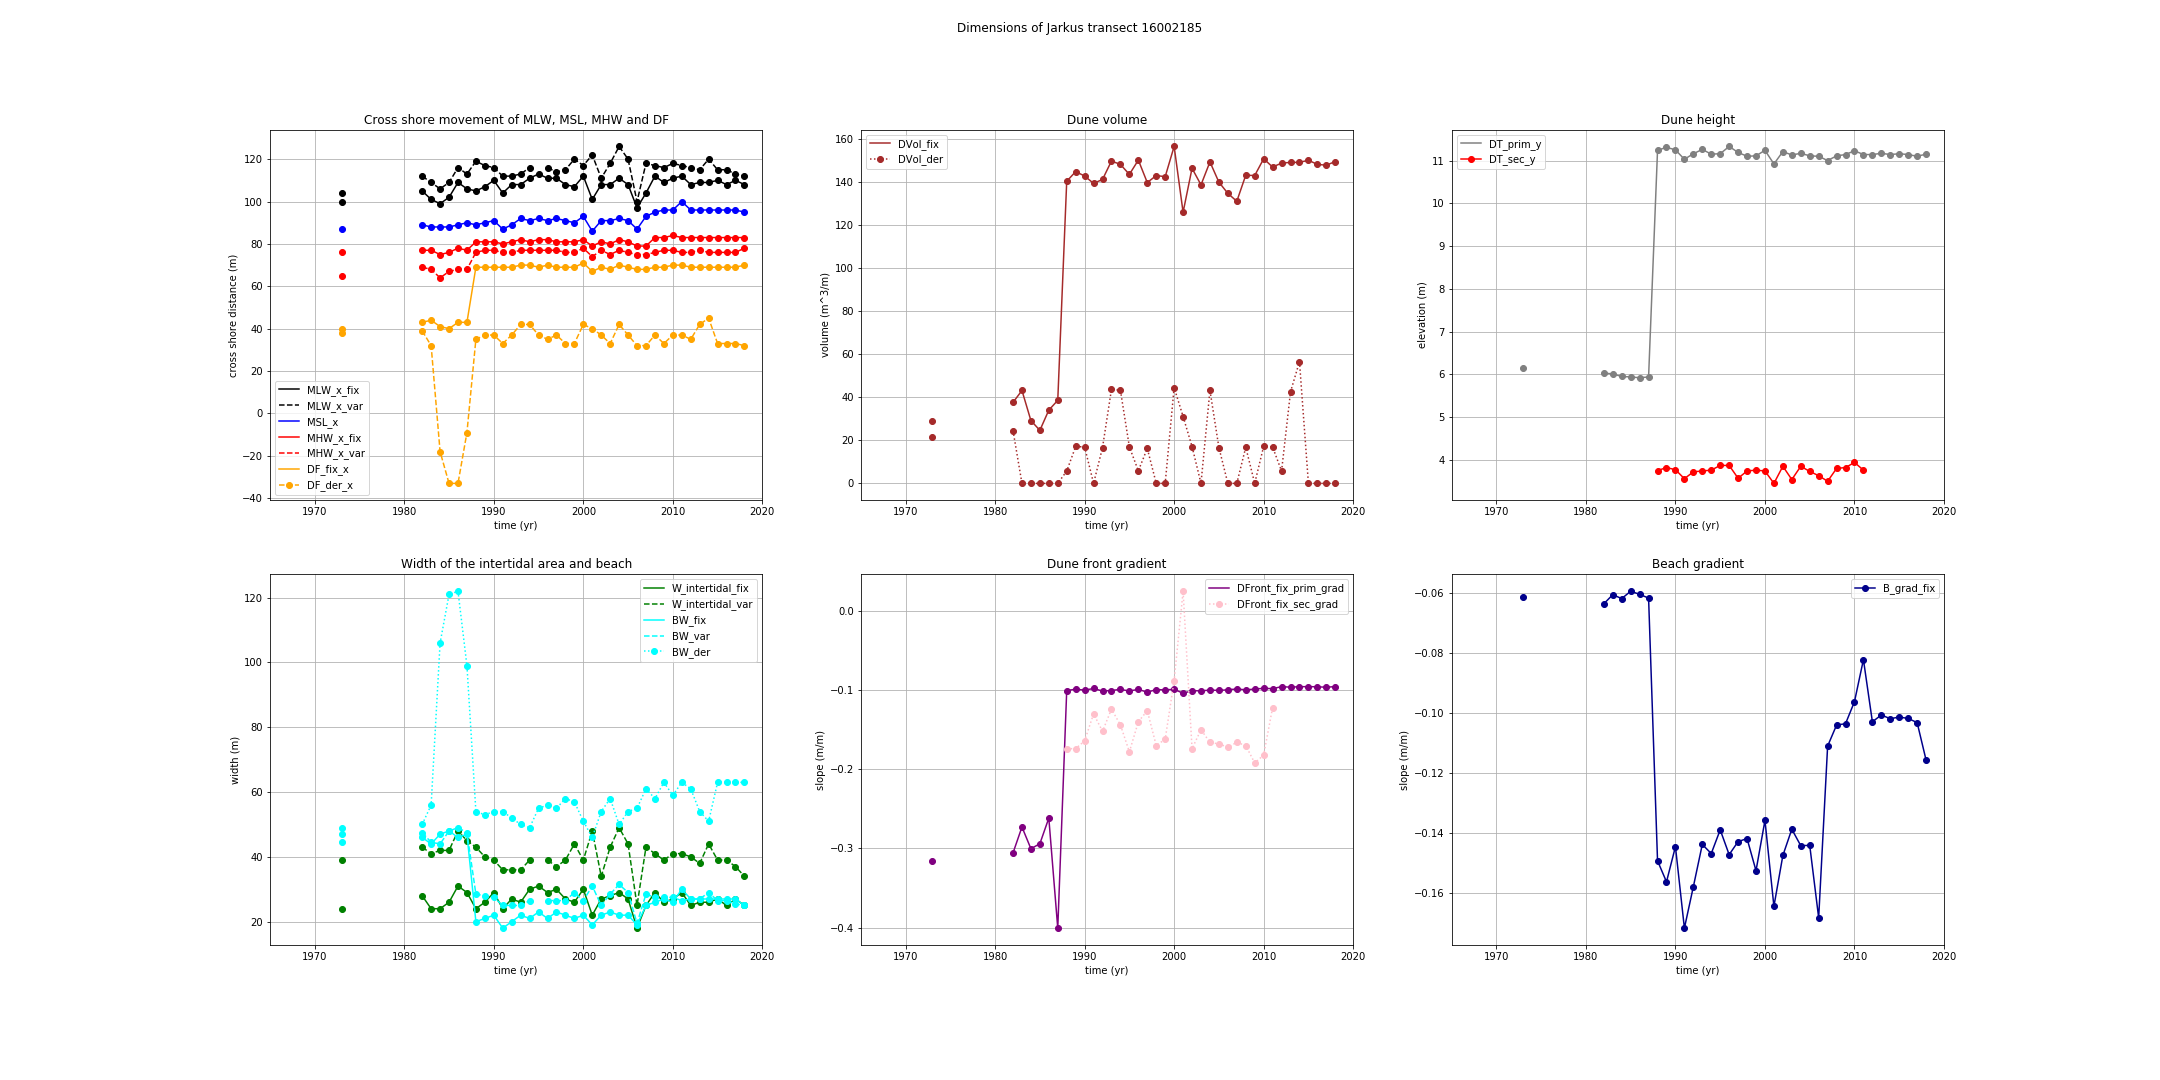 Dimensions of Jarkus transect 16002185
Cross shore movement of MLW, MSL, MHW and DF
cross shore distance (m)
120
100
80
60
40
20
0
−20
−40
MLW_x_fix
MLW_x_var
MSL_x
MHW_x_fix
MHW_x_var
DF_fix_x
DF_der_x
1970 1980 1990 2000 2010 2020
time (yr)
Dune volume
volume (m^3/m)
160
140
120
100
80
60
40
20
0
DVol_fix
DVol_der
1970 1980 1990 2000 2010 2020
time (yr)
Dune height
elevation (m)
11
10
9
8
7
6
5
4
DT_prim_y
DT_sec_y
1970 1980 1990 2000 2010 2020
time (yr)
Width of the intertidal area and beach
width (m)
120
100
80
60
40
20
W_intertidal_fix
W_intertidal_var
BW_fix
BW_var
BW_der
1970 1980 1990 2000 2010 2020
time (yr)
Dune front gradient
slope (m/m)
0.0
−0.1
−0.2
−0.3
−0.4
DFront_fix_prim_grad
DFront_fix_sec_grad
1970 1980 1990 2000 2010 2020
time (yr)
Beach gradient
slope (m/m)
−0.06
−0.08
−0.10
−0.12
−0.14
−0.16
B_grad_fix
1970 1980 1990 2000 2010 2020
time (yr)